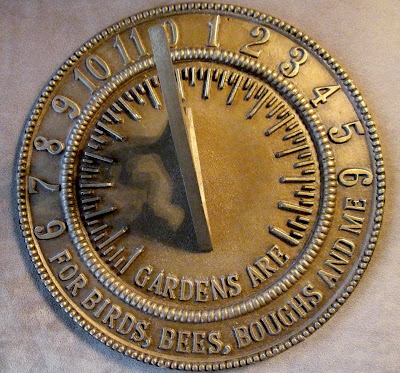 6 7 8 9 10 11 1 2 3 4 5 6
GARDENS ARE
FOR BIRDS, BEES, BOUGHS AND ME